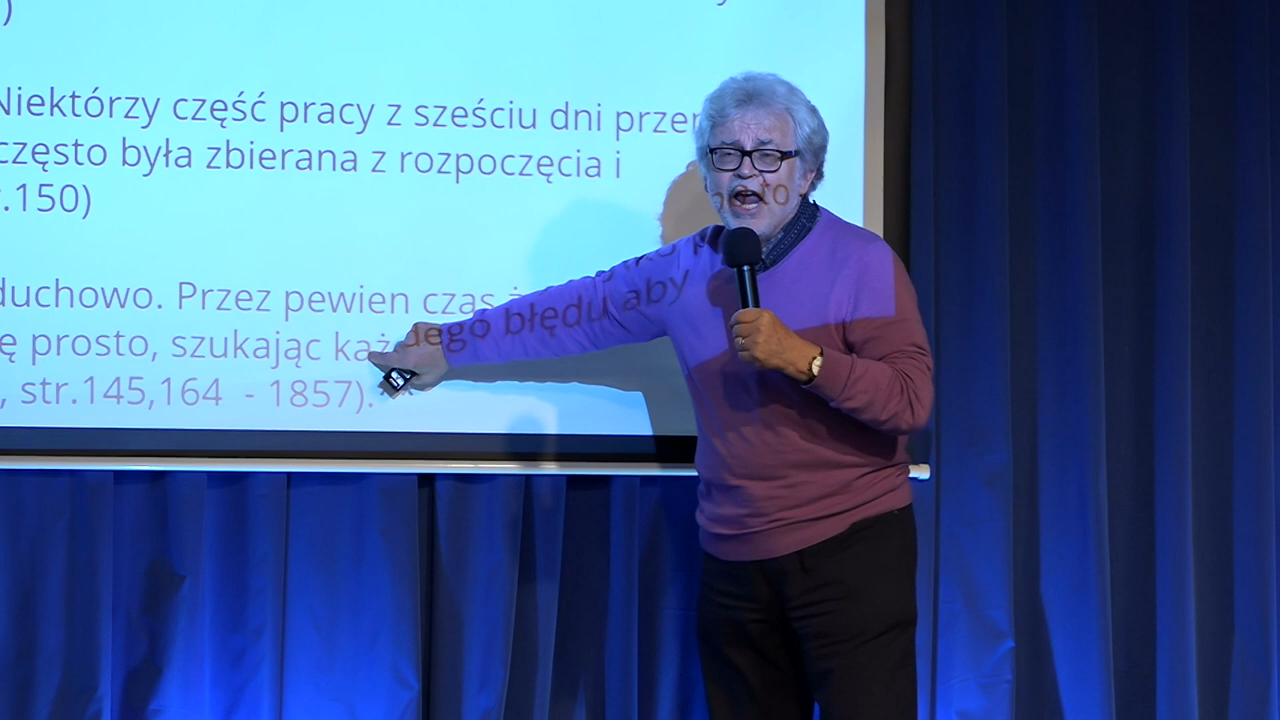 )
Niektórzy część pracy z sześciu dni przen
często była zbierana z rozpoczęcia i
.150)
duchowo. Przez pewien czas
ę prosto, szukając każdego błędu aby
, str.145,164 - 1857).